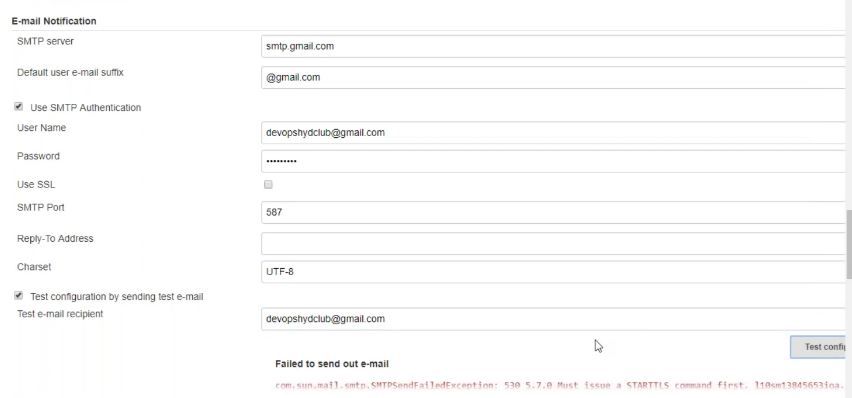 E-mail Notification
SMTP server
smtp.gmail.com
Default user e-mail suffix
@gmail.com
Use SMTP Authentication
User Name
devopshydclub@gmail.com
Password
•••••••••
Use SSL
SMTP Port
587
Reply-To Address
Charset
UTF-8
Test configuration by sending test e-mail
Test e-mail recipient
devopshydclub@gmail.com
Test config
Failed to send out e-mail
com.sun.mail.smtp.SMTPSendFailedException: 530 5.7.0 Must issue a STARTTLS command first. l10sm13845653ioa.